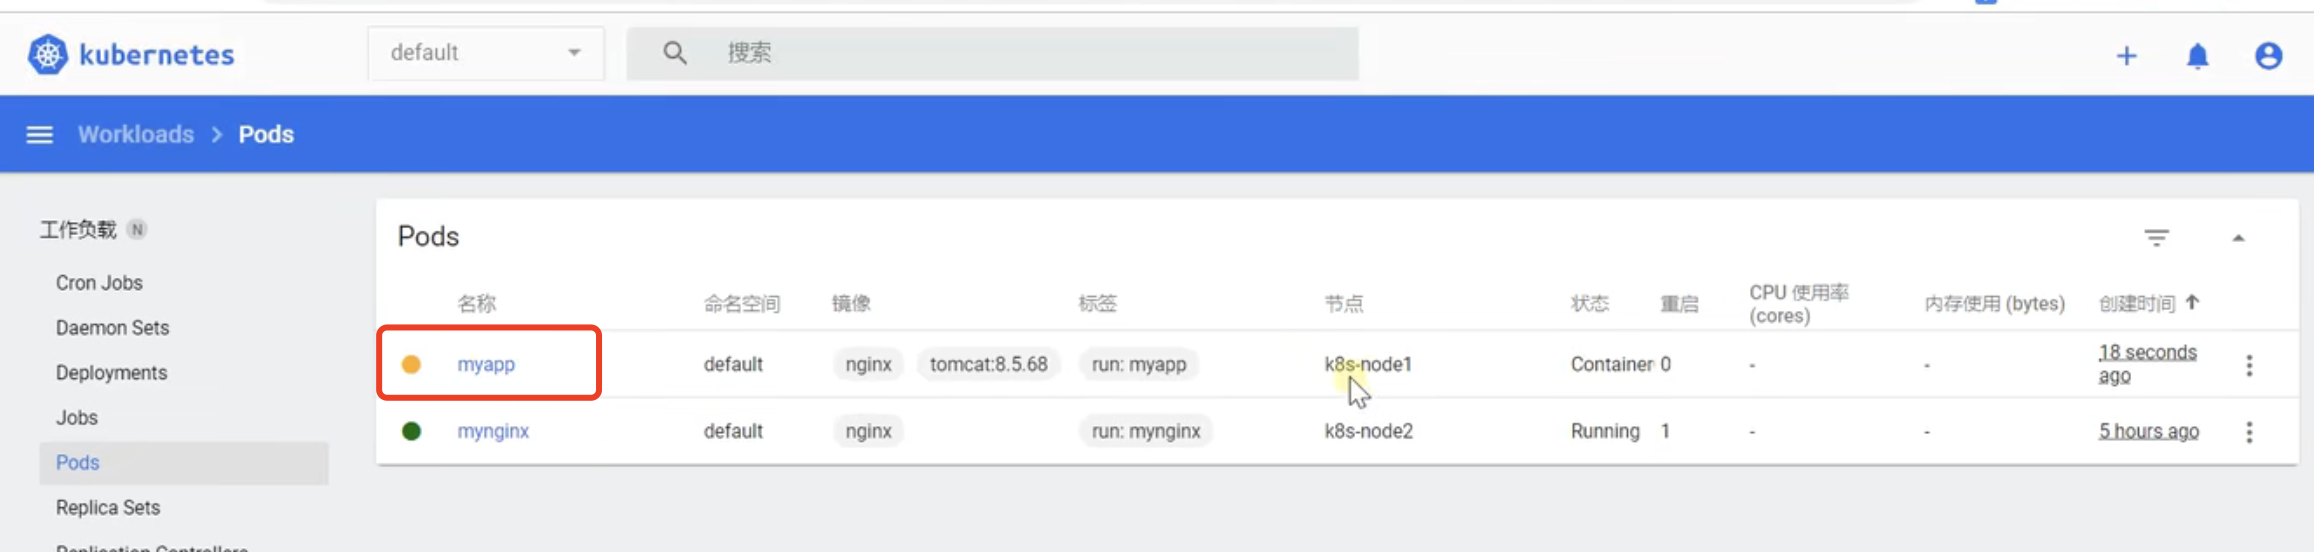 kubernetes
default
搜索
Workloads > Pods
工作负载 N
Cron Jobs
Daemon Sets
Deployments
Jobs
Pods
Replica Sets
Replication Controllers
Pods
名称 命名空间 镜像 标签 节点 状态 重启 CPU 使用率 (cores) 内存使用 (bytes) 创建时间
myapp default nginx tomcat:8.5.68 run: myapp k8s-node1 Container 0 - - 18 seconds ago
mynginx default nginx run: mynginx k8s-node2 Running 1 - - 5 hours ago